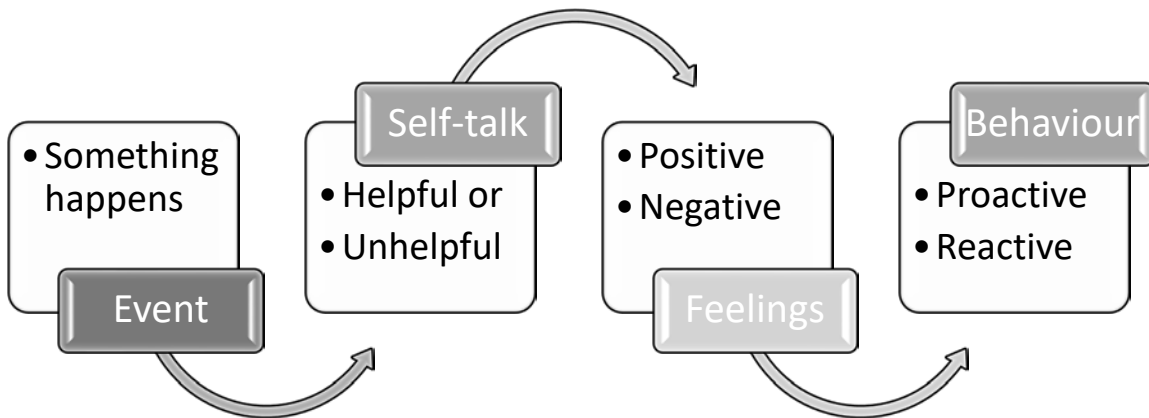 • Something
happens
Event
Self-talk
• Helpful or
• Unhelpful
• Positive
• Negative
Feelings
Behaviour
• Proactive
• Reactive